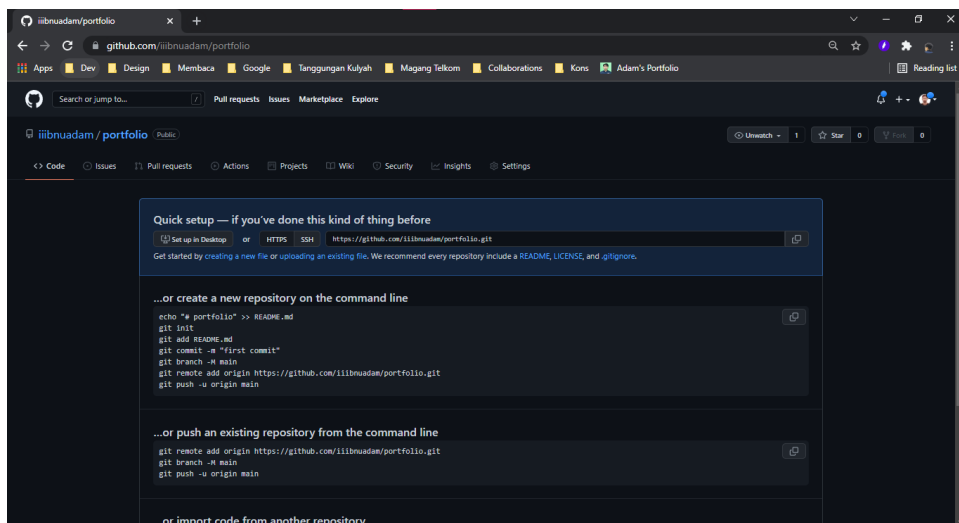 iiibnuadam/portfolio
github.com/iiibnuadam/portfolio
Apps Dev Design Membaca Google Tanggungan Kulyah Magang Telkom Collaborations Kons Adam's Portfolio Reading list
Search or jump to... / Pull requests Issues Marketplace Explore
iiibnuadam / portfolio Public Unwatch 1 Star 0 Fork 0
<> Code Issues Pull requests Actions Projects Wiki Security Insights Settings
Quick setup — if you've done this kind of thing before
Set up in Desktop or HTTPS SSH https://github.com/iiibnuadam/portfolio.git
Get started by creating a new file or uploading an existing file. We recommend every repository include a README, LICENSE, and .gitignore.
...or create a new repository on the command line
echo "# portfolio" >> README.md
git init
git add README.md
git commit -m "first commit"
git branch -M main
git remote add origin https://github.com/iiibnuadam/portfolio.git
git push -u origin main
...or push an existing repository from the command line
git remote add origin https://github.com/iiibnuadam/portfolio.git
git branch -M main
git push -u origin main
...or import code from another repository